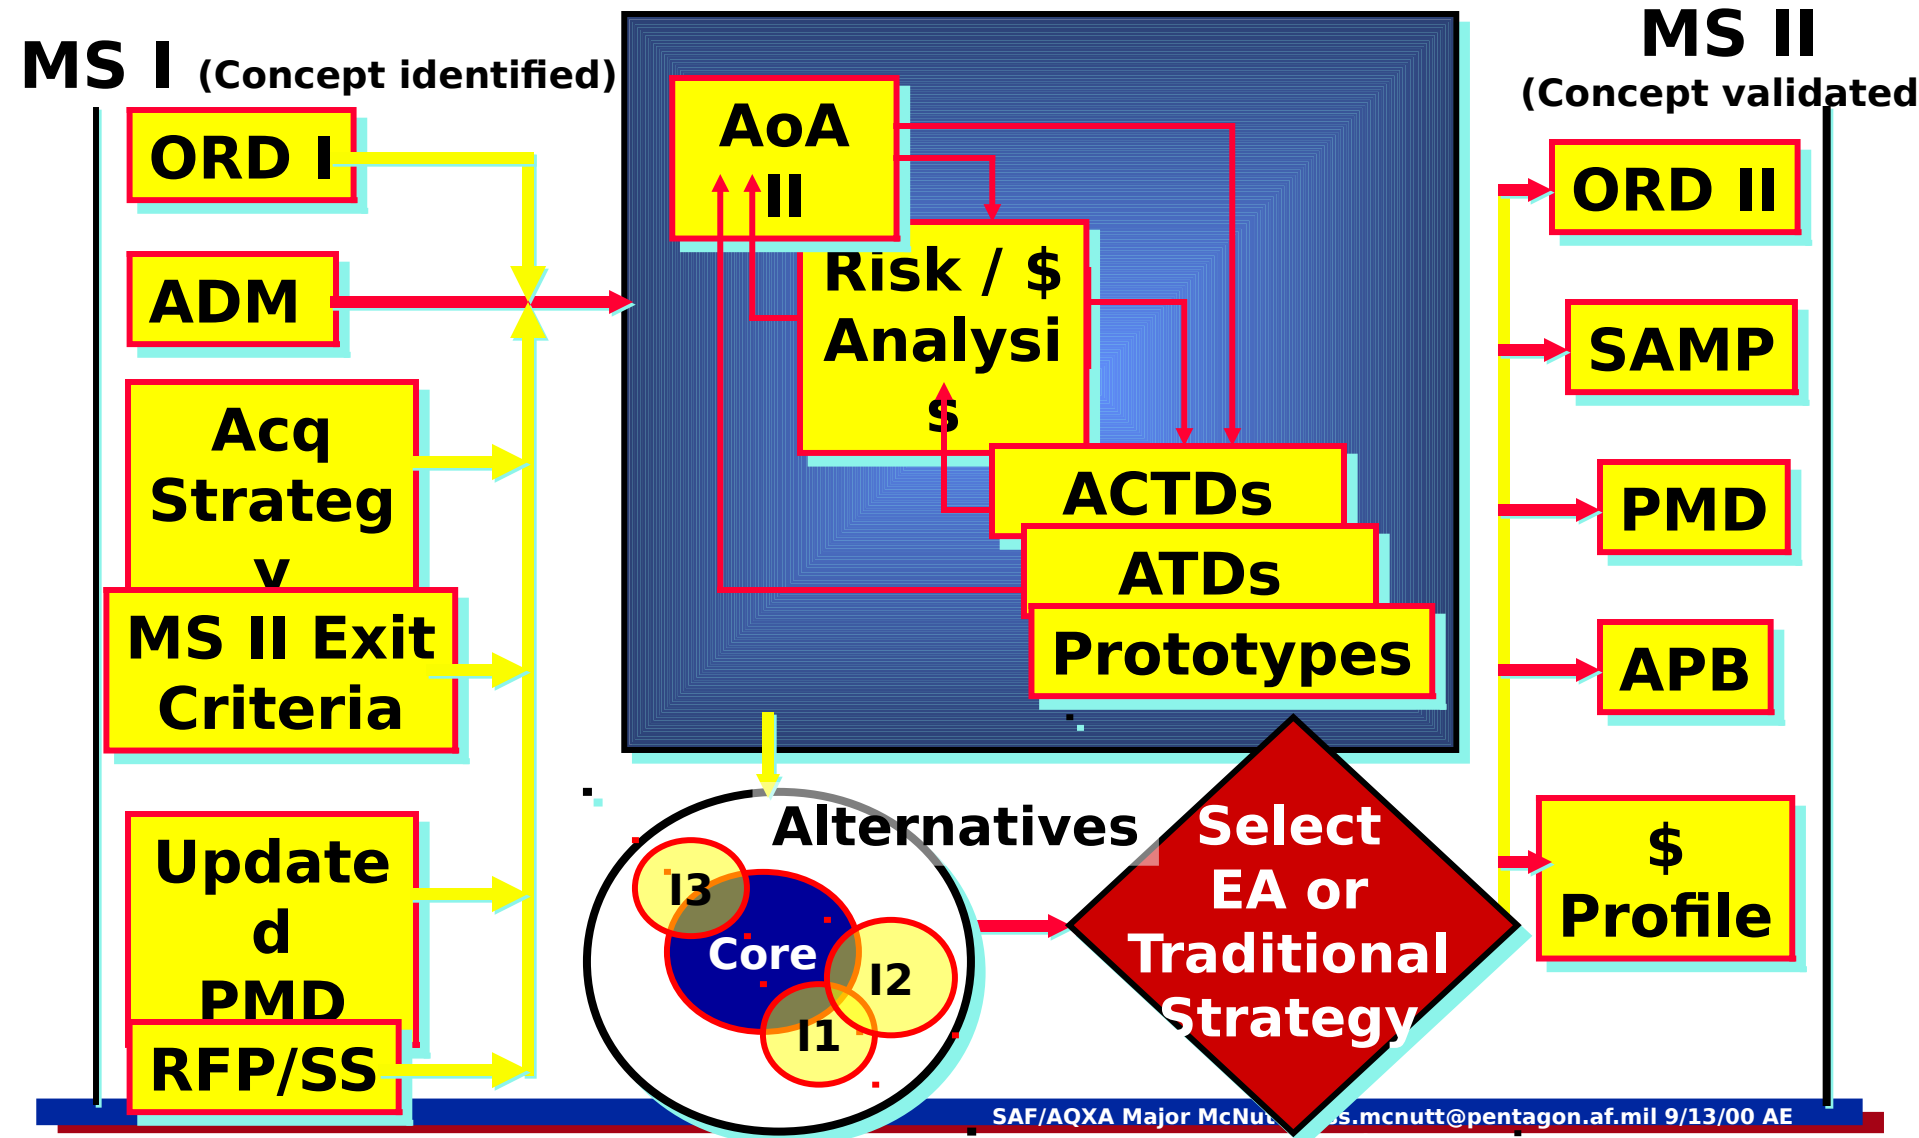 MS I (Concept identified)
ORD I
ADM
Acq
Strateg
y
MS II Exit
Criteria
Update
d
PMD
RFP/SS
AoA
II
Risk / $
Analysi
s
ACTDs
ATDs
Prototypes
Alternatives
I3
Core
I2
I1
Select
EA or
Traditional
Strategy
MS II
(Concept validated
ORD II
SAMP
PMD
APB
$
Profile
SAF/AQXA Major McNut s.mcnutt@pentagon.af.mil 9/13/00 AE